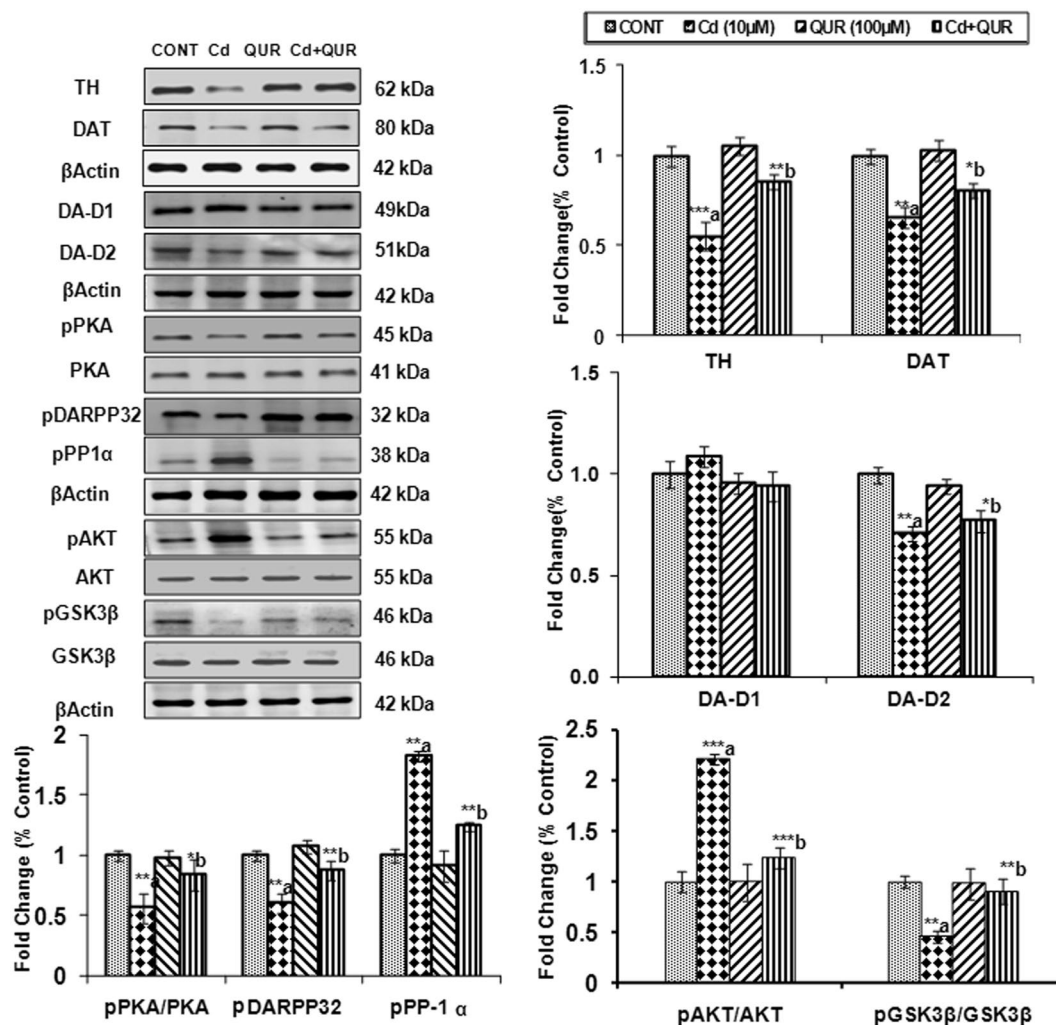 CONT Cd QUR Cd+QUR
TH 62 kDa
DAT 80 kDa
βActin 42 kDa
DA-D1 49kDa
DA-D2 51kDa
βActin 42 kDa
pPKA 45 kDa
PKA 41 kDa
pDARPP32 32 kDa
pPP1α 38 kDa
βActin 42 kDa
pAKT 55 kDa
AKT 55 kDa
pGSK3β 46 kDa
GSK3β 46 kDa
βActin 42 kDa
CONT Cd (10µM) QUR (100µM) Cd+QUR
Fold Change(% Control)
1.5
1
0.5
0
***a
**b
**a
*b
TH DAT
Fold Change(% Control)
1.5
1.0
0.5
0.0
**a
*b
DA-D1 DA-D2
Fold Change (% Control)
2
1.5
1
0.5
0
**a
*b
**a
**b
**a
**b
pPKA/PKA pDARPP32 pPP-1 α
Fold Change (% Control)
2.5
2
1.5
1
0.5
0
***a
***b
**a
**b
pAKT/AKT pGSK3β/GSK3β